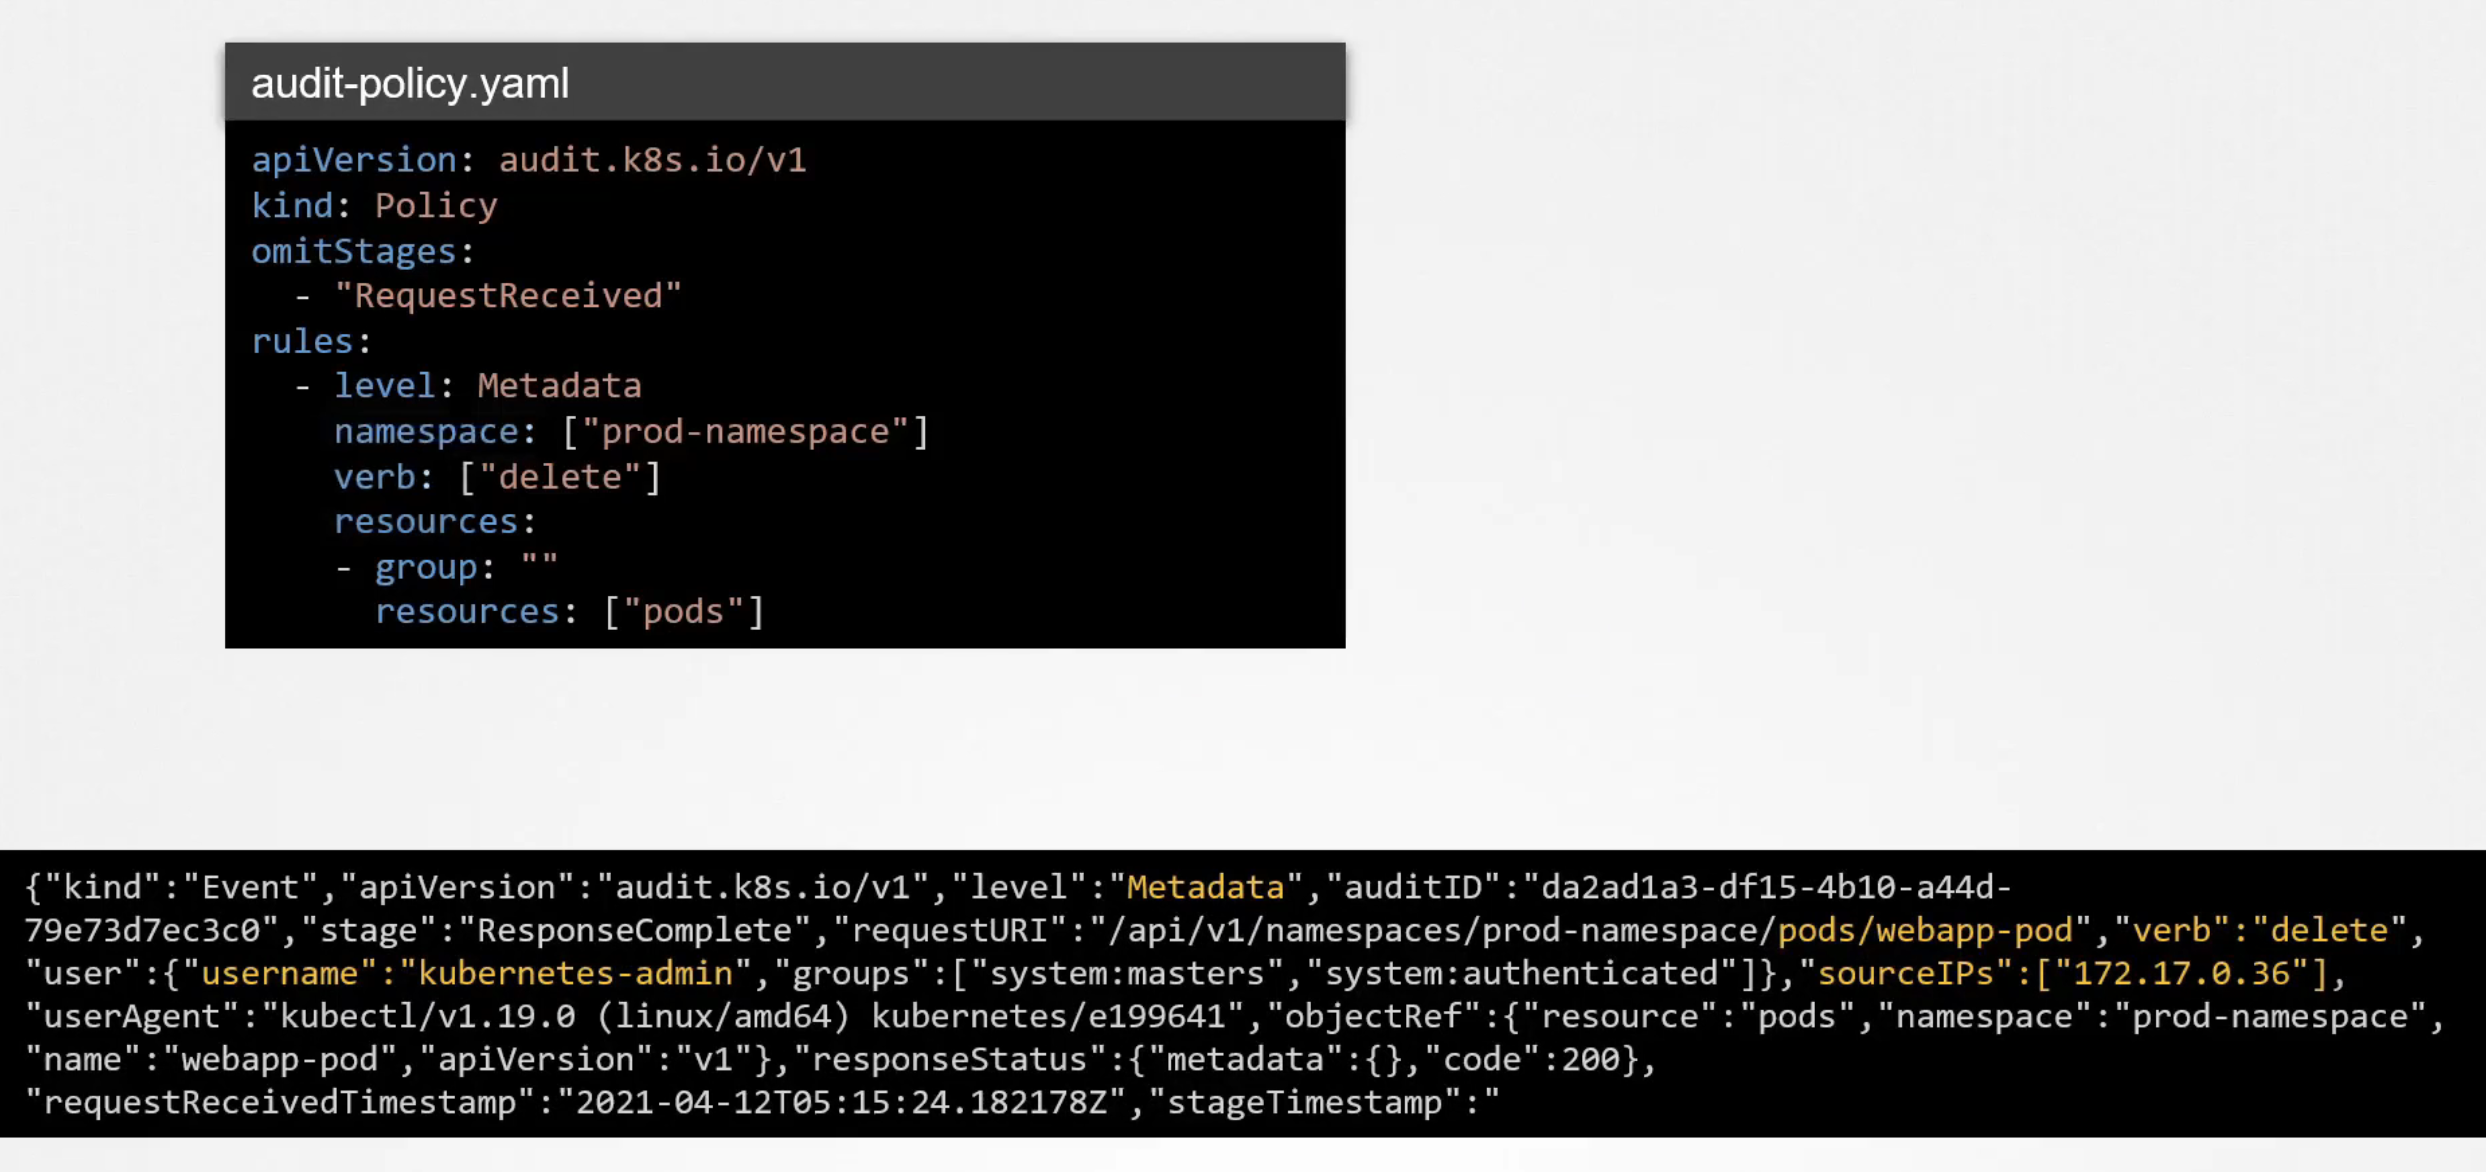 audit-policy.yaml
apiVersion: audit.k8s.io/v1
kind: Policy
omitStages:
  - "RequestReceived"
rules:
  - level: Metadata
    namespace: ["prod-namespace"]
    verb: ["delete"]
    resources:
    - group: ""
      resources: ["pods"]
{"kind":"Event","apiVersion":"audit.k8s.io/v1","level":"Metadata","auditID":"da2ad1a3-df15-4b10-a44d-
79e73d7ec3c0","stage":"ResponseComplete","requestURI":"/api/v1/namespaces/prod-namespace/pods/webapp-pod","verb":"delete",
"user":{"username":"kubernetes-admin","groups":["system:masters","system:authenticated"]},"sourceIPs":["172.17.0.36"],
"userAgent":"kubectl/v1.19.0 (linux/amd64) kubernetes/e199641","objectRef":{"resource":"pods","namespace":"prod-namespace",
"name":"webapp-pod","apiVersion":"v1"},"responseStatus":{"metadata":{},"code":200},
"requestReceivedTimestamp":"2021-04-12T05:15:24.182178Z","stageTimestamp":"